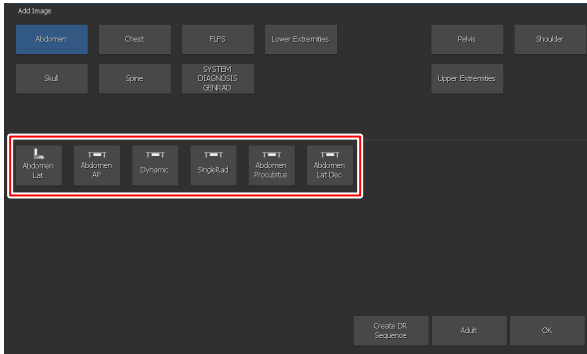 Add Image
Abdomen
Chest
FLFS
Lower Extremities
Pelvis
Shoulder
Skull
Spine
SYSTEM
DIAGNOSIS
GENRAD
Upper Extremities
Abdomen
Lat
Abdomen
AP
Dynamic
SingleRad
Abdomen
Procubitus
Abdomen
Lat Dec
Create DR
Sequence
Adult
OK